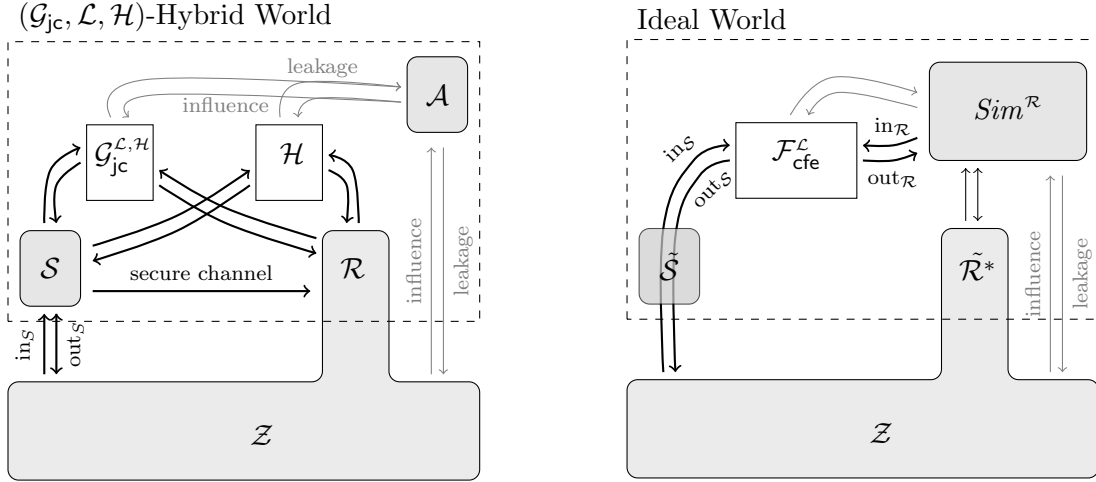 (𝒢_jc, ℒ, ℋ)-Hybrid World
leakage
influence
𝒜
𝒢_jc^{ℒ,ℋ}
ℋ
𝒮
secure channel
ℛ
in_S
out_S
influence
leakage
𝒵
Ideal World
Sim^ℛ
in_S
out_S
ℱ_cfe^ℒ
in_ℛ
out_ℛ
𝒮̃
ℛ̃*
influence
leakage
𝒵